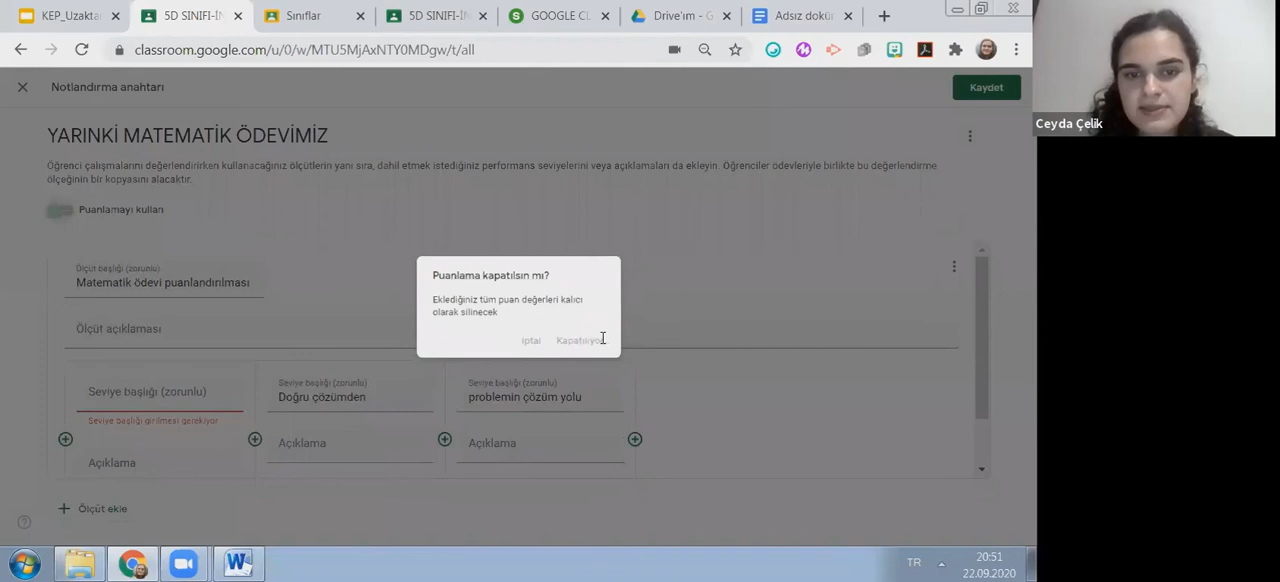 KEP_Uzakta
5D SINIFI-İN
Sınıflar
5D SINIFI-İN
GOOGLE CL
Drive'ım - G
Adsız dokü
classroom.google.com/u/0/w/MTU5MjAxNTY0MDgw/t/all
Notlandırma anahtarı
Kaydet
Ceyda Çelik
YARINKİ MATEMATİK ÖDEVİMİZ
Öğrenci çalışmalarını değerlendirirken kullanacağınız ölçütlerin yanı sıra, dahil etmek istediğiniz performans seviyelerini veya açıklamaları da ekleyin. Öğrenciler ödevleriyle birlikte bu değerlendirme
ölçeğinin bir kopyasını alacaktır.
Puanlamayı kullan
Puanlama kapatılsın mı?
Eklediğiniz tüm puan değerleri kalıcı
olarak silinecek
İptal
Kapatılıyo
Ölçüt başlığı (zorunlu)
Matematik ödevi puanlandırılması
Ölçüt açıklaması
Seviye başlığı (zorunlu)
Seviye başlığı girilmesi gerekiyor
Açıklama
Seviye başlığı (zorunlu)
Doğru çözümden
Açıklama
Seviye başlığı (zorunlu)
problemin çözüm yolu
Açıklama
Ölçüt ekle
TR
20:51
22.09.2020